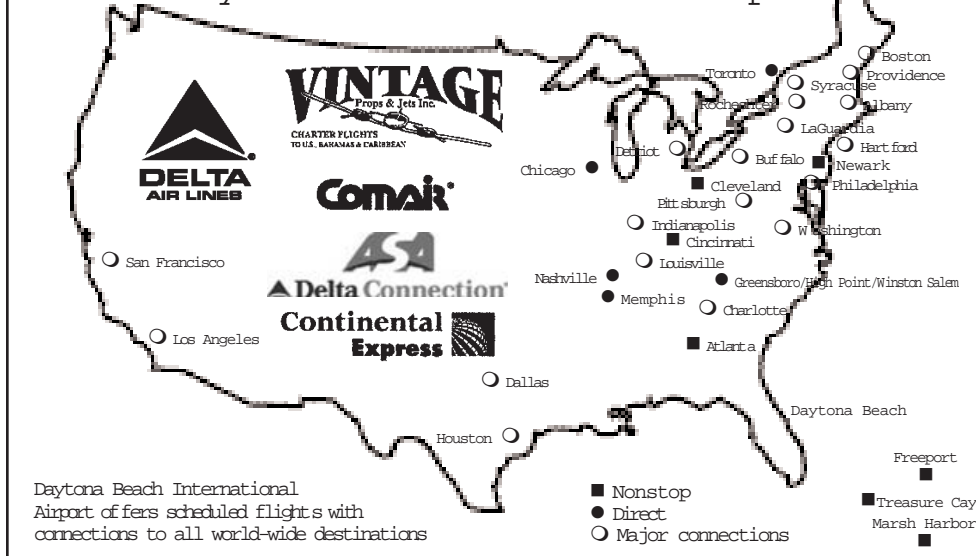 Boston
Toronto
Providence
Syracuse
Rochester
Albany
LaGuardia
Hartford
Detriot
Buffalo
Newark
Chicago
Cleveland
Philadelphia
Pittsburgh
Indianapolis
Washington
Cincinnati
San Francisco
Louisville
Nashville
Greensboro/High Point/Winston Salem
Memphis
Charlotte
Los Angeles
Atlanta
Dallas
Daytona Beach
Houston
Freeport
Treasure Cay
Marsh Harbor
DELTA
AIR LINES
VINTAGE
Props & Jets Inc.
CHARTER FLIGHTS
TO U.S., BAHAMAS & CARIBBEAN
Comair
ASA
Delta Connection
Continental
Express
Daytona Beach International
Airport offers scheduled flights with
connections to all world-wide destinations
Nonstop
Direct
Major connections